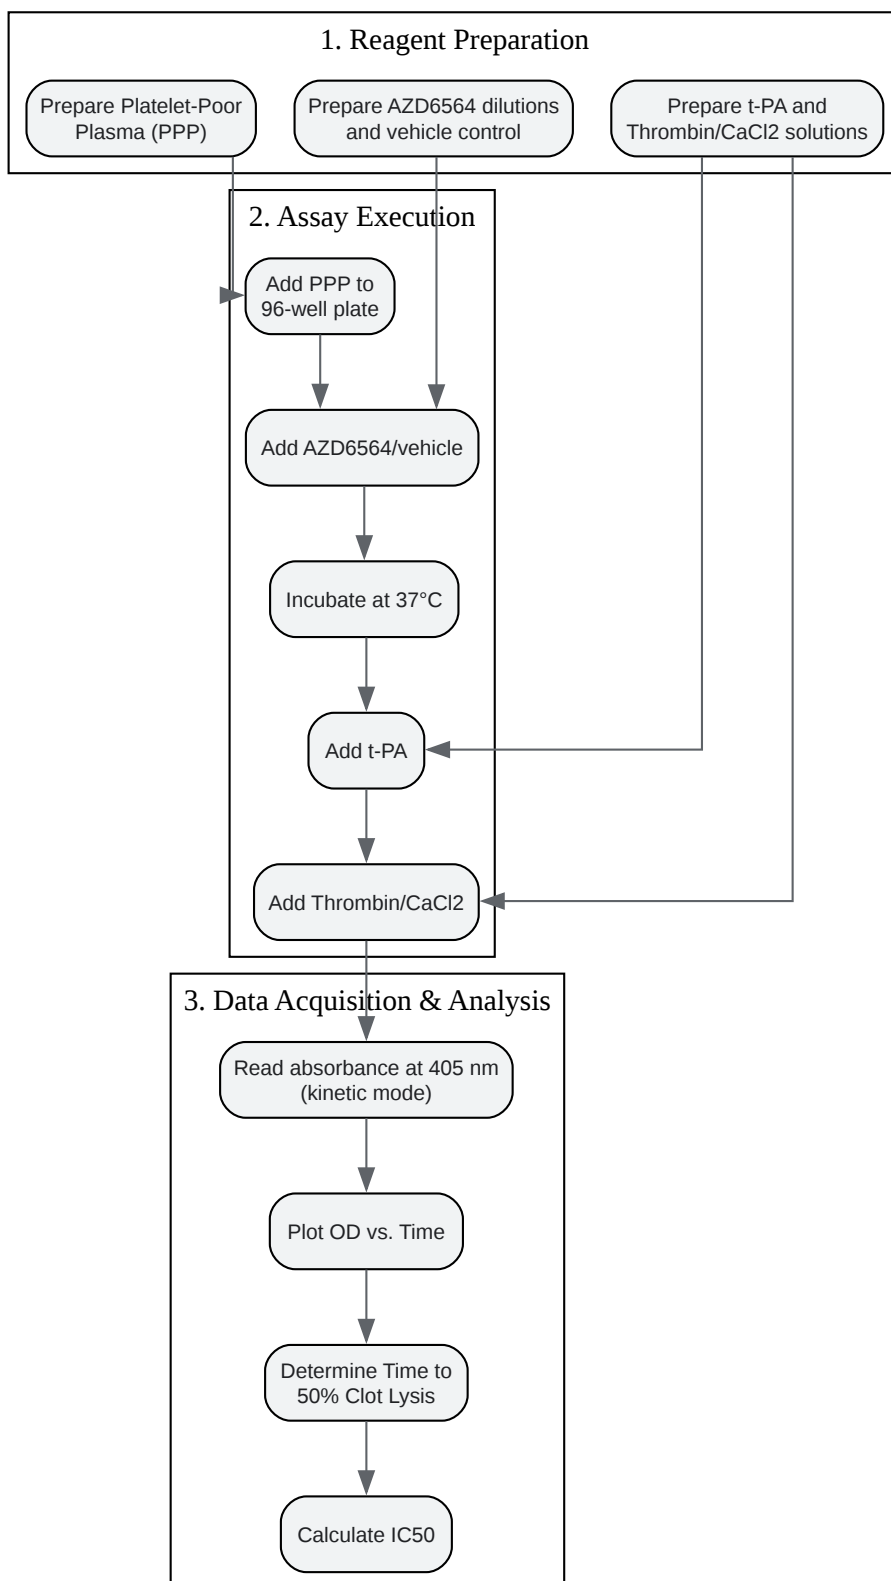 1. Reagent Preparation
Prepare Platelet-Poor
Plasma (PPP)
Prepare AZD6564 dilutions
and vehicle control
Prepare t-PA and
Thrombin/CaCl2 solutions
2. Assay Execution
Add PPP to
96-well plate
Add AZD6564/vehicle
Incubate at 37°C
Add t-PA
Add Thrombin/CaCl2
3. Data Acquisition & Analysis
Read absorbance at 405 nm
(kinetic mode)
Plot OD vs. Time
Determine Time to
50% Clot Lysis
Calculate IC50